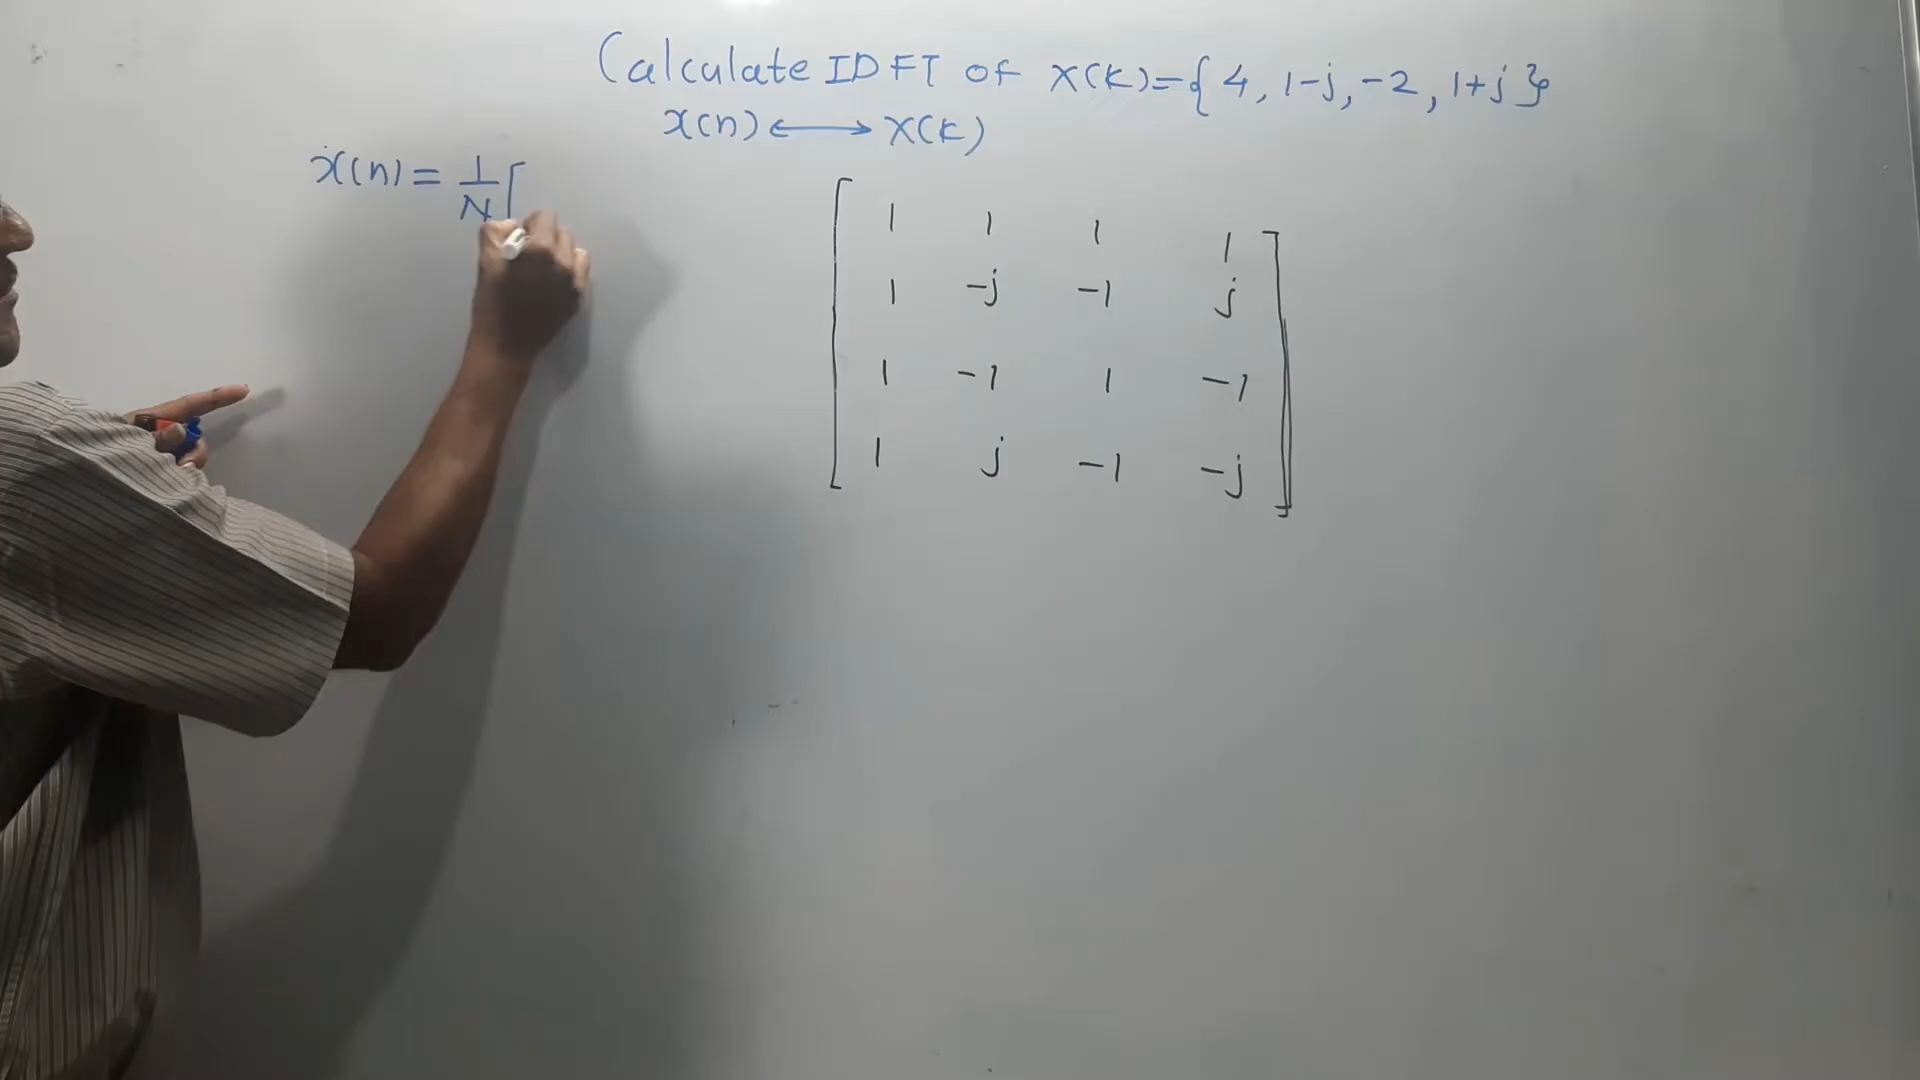 Calculate IDFT of X(K)={ 4, 1-j, -2, 1+j }
x(n) ⟷ X(K)
x(n) = 1/N [
1 1 1 1
1 -j -1 j
1 -1 1 -1
1 j -1 -j